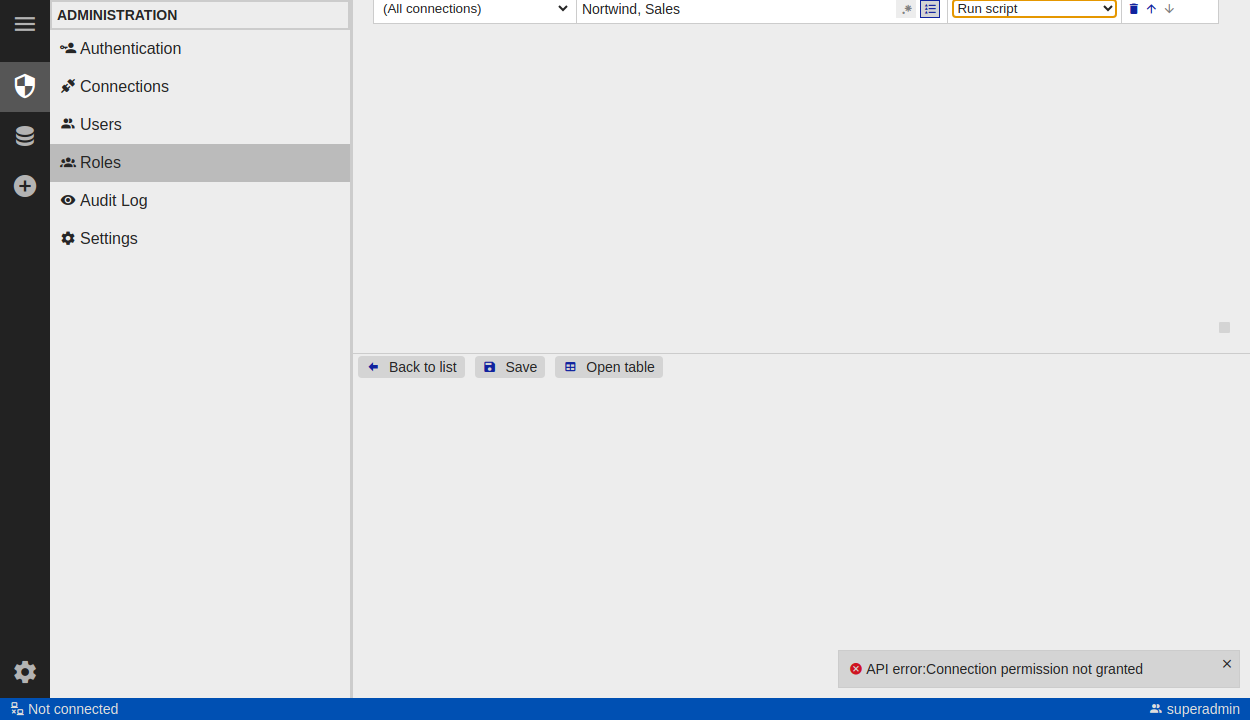 ADMINISTRATION
Authentication
Connections
Users
Roles
Audit Log
Settings
(All connections) Nortwind, Sales Run script
Back to list Save Open table
API error:Connection permission not granted
Not connected superadmin